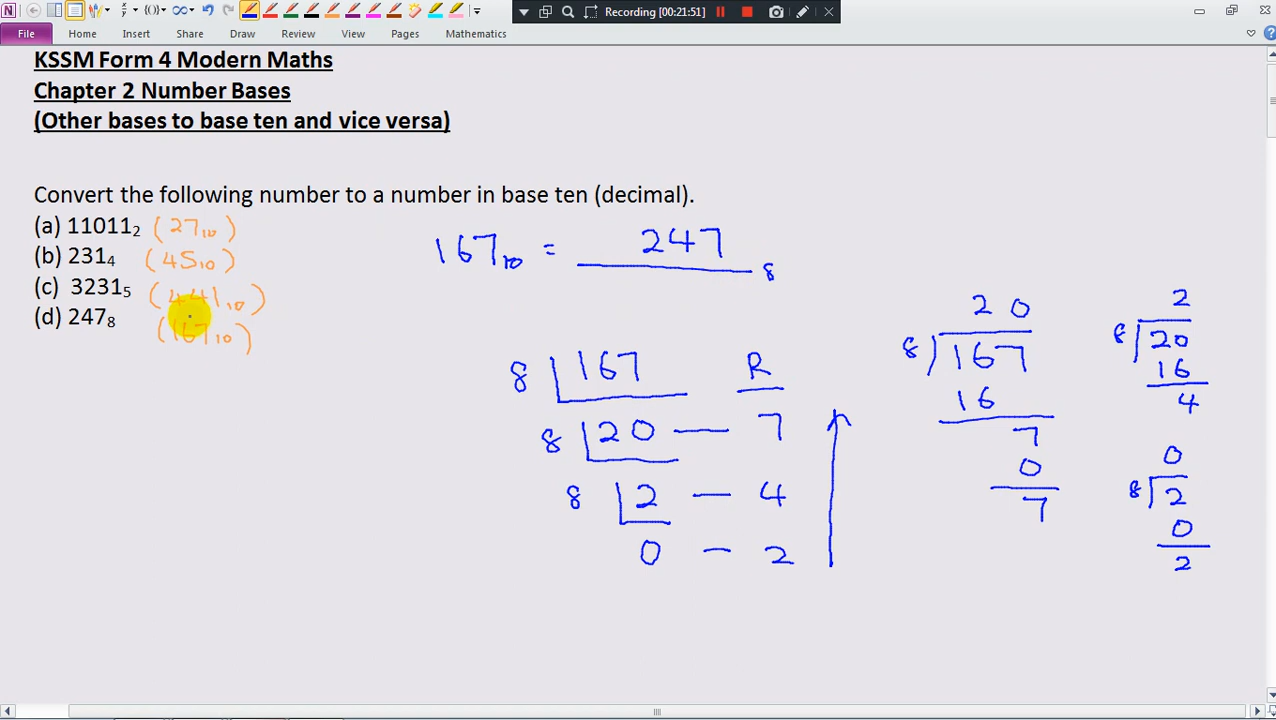 Recording [00:21:51]
File Home Insert Share Draw Review View Pages Mathematics
KSSM Form 4 Modern Maths
Chapter 2 Number Bases
(Other bases to base ten and vice versa)
Convert the following number to a number in base ten (decimal).
(a) 11011₂ (27₁₀)
(b) 231₄ (45₁₀)
(c) 3231₅ (441₁₀)
(d) 247₈ (167₁₀)
167₁₀ = 247₈
8 167 R
8 20 — 7
8 2 — 4
0 — 2
20
8)167
16
7
0
7
2
8)20
16
4
0
8)2
0
2